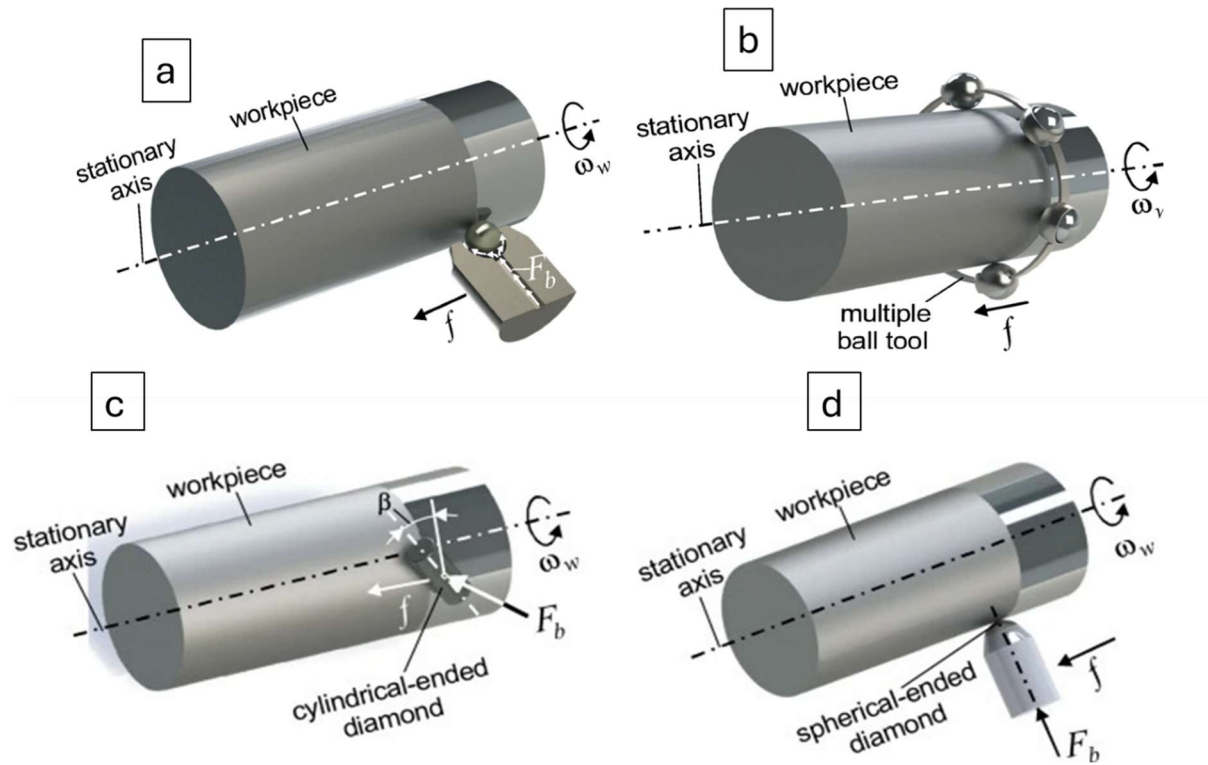 a
workpiece
stationary
axis
ω_w
F_b
f
b
workpiece
stationary
axis
ω_v
multiple
ball tool
f
c
workpiece
stationary
axis
β
ω_w
f
F_b
cylindrical-ended
diamond
d
workpiece
stationary
axis
ω_w
f
spherical-ended
diamond
F_b